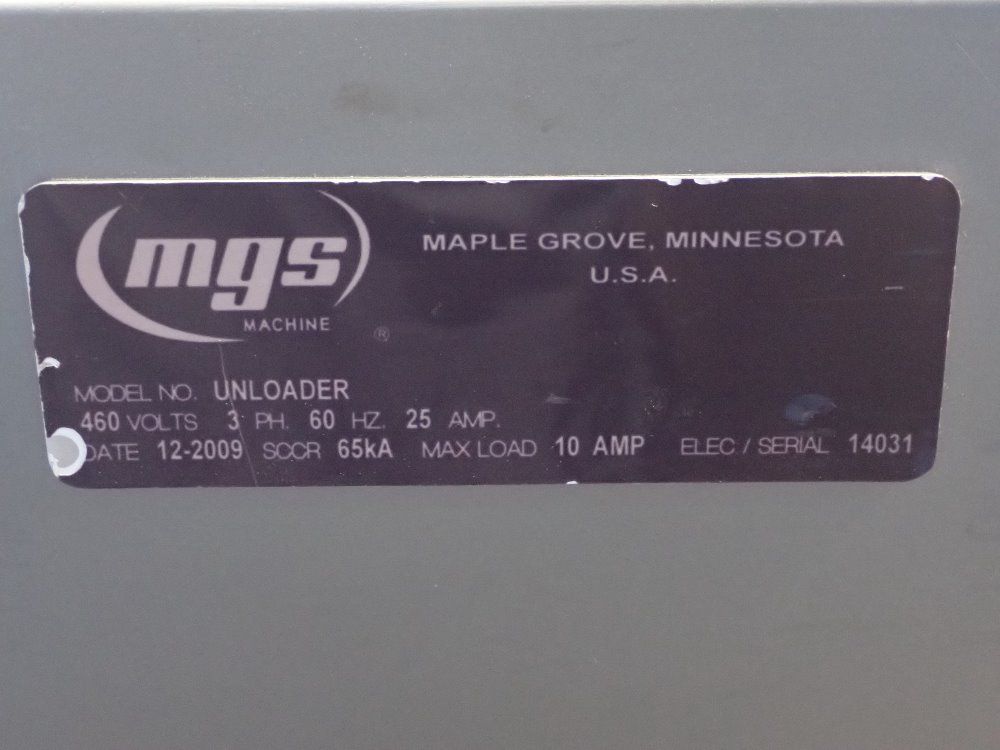 mgs
MACHINE
®
MAPLE GROVE, MINNESOTA
U.S.A.
MODEL NO. UNLOADER
460 VOLTS 3 PH. 60 HZ. 25 AMP.
DATE 12-2009 SCCR 65kA MAX LOAD 10 AMP ELEC / SERIAL 14031